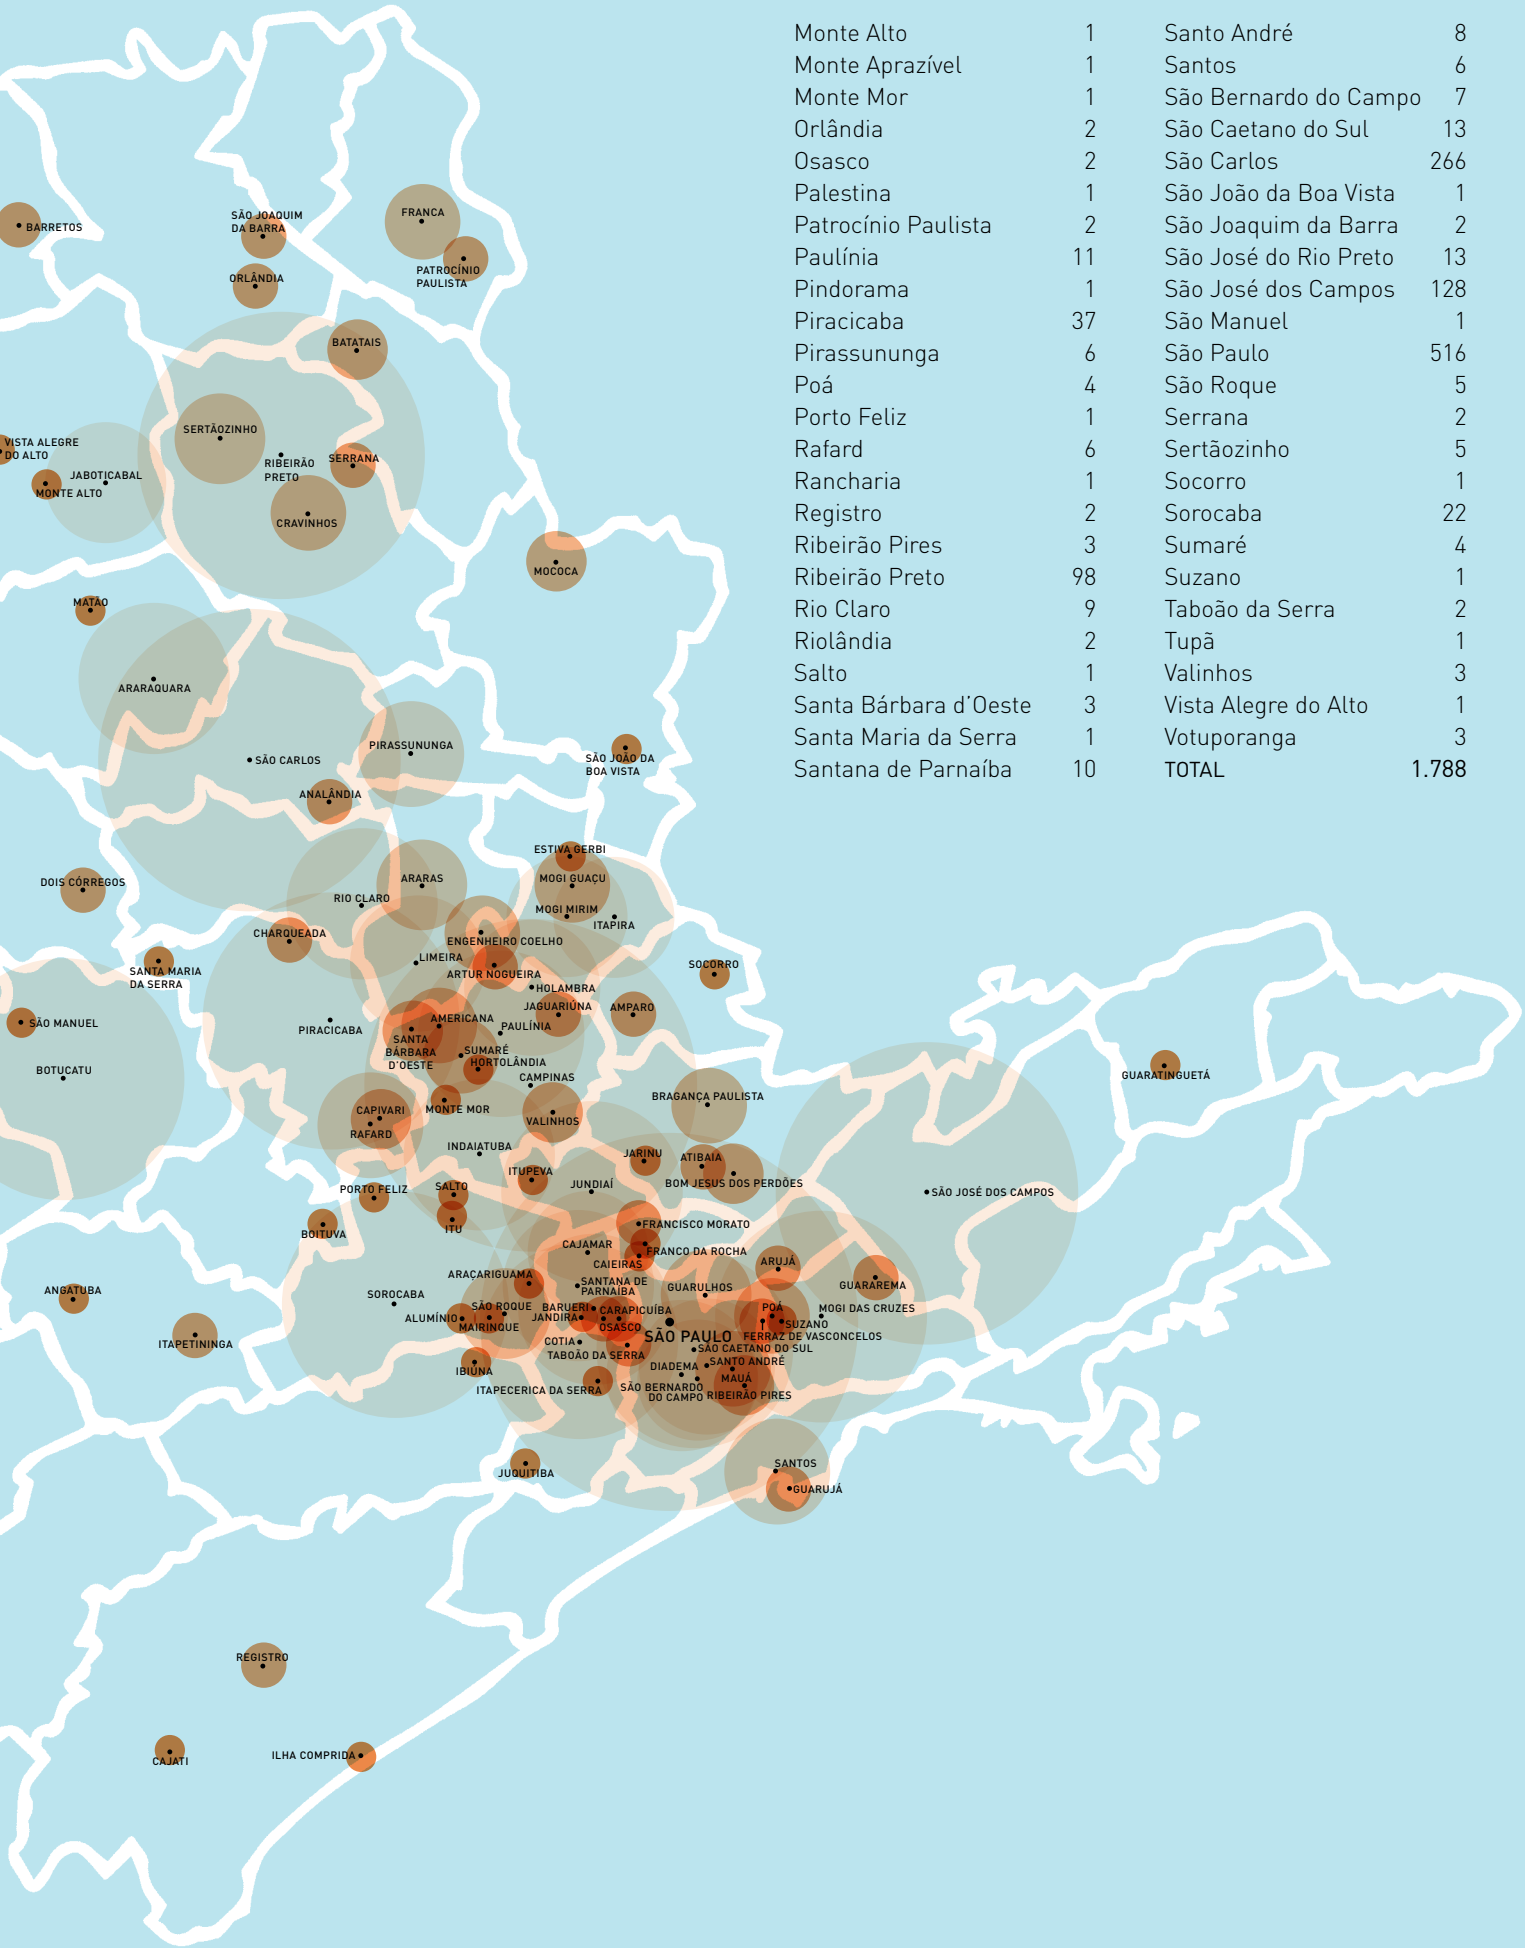 Monte Alto 1
Monte Aprazível 1
Monte Mor 1
Orlândia 2
Osasco 2
Palestina 1
Patrocínio Paulista 2
Paulínia 11
Pindorama 1
Piracicaba 37
Pirassununga 6
Poá 4
Porto Feliz 1
Rafard 6
Rancharia 1
Registro 2
Ribeirão Pires 3
Ribeirão Preto 98
Rio Claro 9
Riolândia 2
Salto 1
Santa Bárbara d’Oeste 3
Santa Maria da Serra 1
Santana de Parnaíba 10
Santo André 8
Santos 6
São Bernardo do Campo 7
São Caetano do Sul 13
São Carlos 266
São João da Boa Vista 1
São Joaquim da Barra 2
São José do Rio Preto 13
São José dos Campos 128
São Manuel 1
São Paulo 516
São Roque 5
Serrana 2
Sertãozinho 5
Socorro 1
Sorocaba 22
Sumaré 4
Suzano 1
Taboão da Serra 2
Tupã 1
Valinhos 3
Vista Alegre do Alto 1
Votuporanga 3
TOTAL 1.788
BARRETOS
SÃO JOAQUIM
DA BARRA
FRANCA
ORLÂNDIA
PATROCÍNIO
PAULISTA
BATATAIS
SERTÃOZINHO
VISTA ALEGRE
DO ALTO
RIBEIRÃO
PRETO
SERRANA
JABOTICABAL
MONTE ALTO
CRAVINHOS
MOCOCA
MATÃO
ARARAQUARA
PIRASSUNUNGA
SÃO CARLOS
SÃO JOÃO DA
BOA VISTA
ANALÂNDIA
ESTIVA GERBI
DOIS CÓRREGOS
ARARAS
MOGI GUAÇU
RIO CLARO
MOGI MIRIM
ITAPIRA
CHARQUEADA
ENGENHEIRO COELHO
LIMEIRA
ARTUR NOGUEIRA
SOCORRO
SANTA MARIA
DA SERRA
HOLAMBRA
JAGUARIÚNA
AMPARO
SÃO MANUEL
PIRACICABA
AMERICANA
PAULÍNIA
SANTA
BÁRBARA
D’OESTE
SUMARÉ
HORTOLÂNDIA
BOTUCATU
CAMPINAS
GUARATINGUETÁ
BRAGANÇA PAULISTA
CAPIVARI
MONTE MOR
RAFARD
VALINHOS
INDAIATUBA
JARINU
ATIBAIA
ITUPEVA
JUNDIAÍ
BOM JESUS DOS PERDÕES
PORTO FELIZ
SALTO
SÃO JOSÉ DOS CAMPOS
ITU
BOITUVA
FRANCISCO MORATO
CAJAMAR
FRANCO DA ROCHA
CAIEIRAS
ARUJÁ
ARAÇARIGUAMA
SANTANA DE
PARNAÍBA
GUARULHOS
GUARAREMA
ANGATUBA
SOROCABA
SÃO ROQUE
BARUERI
CARAPICUÍBA
POÁ
MOGI DAS CRUZES
ALUMÍNIO
MAIRINQUE
JANDIRA
OSASCO
SUZANO
SÃO PAULO
FERRAZ DE VASCONCELOS
ITAPETININGA
COTIA
SÃO CAETANO DO SUL
TABOÃO DA SERRA
DIADEMA
SANTO ANDRÉ
IBIÚNA
MAUÁ
ITAPECERICA DA SERRA
SÃO BERNARDO
DO CAMPO
RIBEIRÃO PIRES
SANTOS
JUQUITIBA
GUARUJÁ
REGISTRO
CAJATI
ILHA COMPRIDA